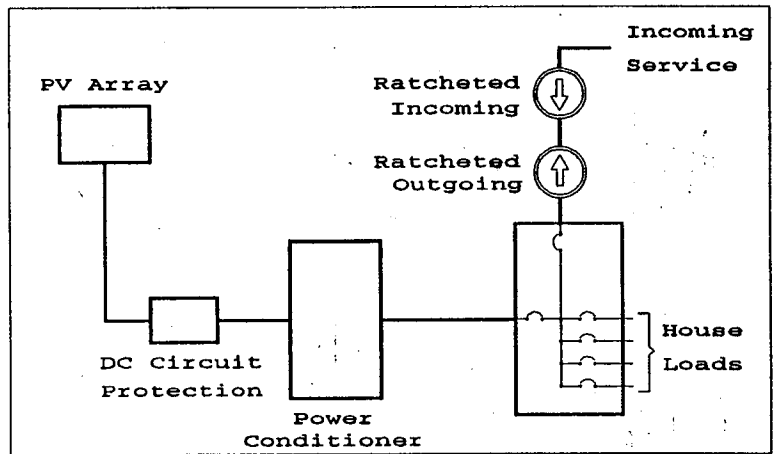 Incoming
Service
PV Array
Ratcheted
Incoming
Ratcheted
Outgoing
House
Loads
DC Circuit
Protection
Power
Conditioner